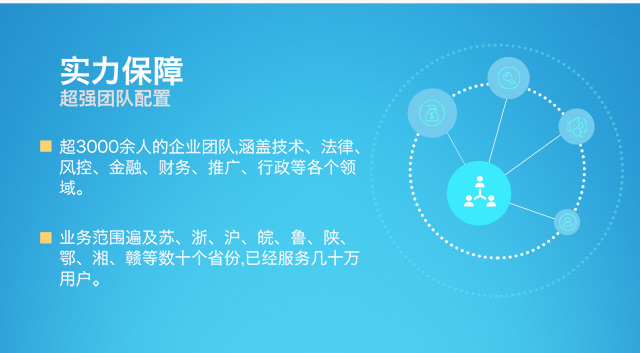 实力保障
超强团队配置
超3000余人的企业团队,涵盖技术、法律、
风控、金融、财务、推广、行政等各个领
域。
业务范围遍及苏、浙、沪、皖、鲁、陕、
鄂、湘、赣等数十个省份,已经服务几十万
用户。